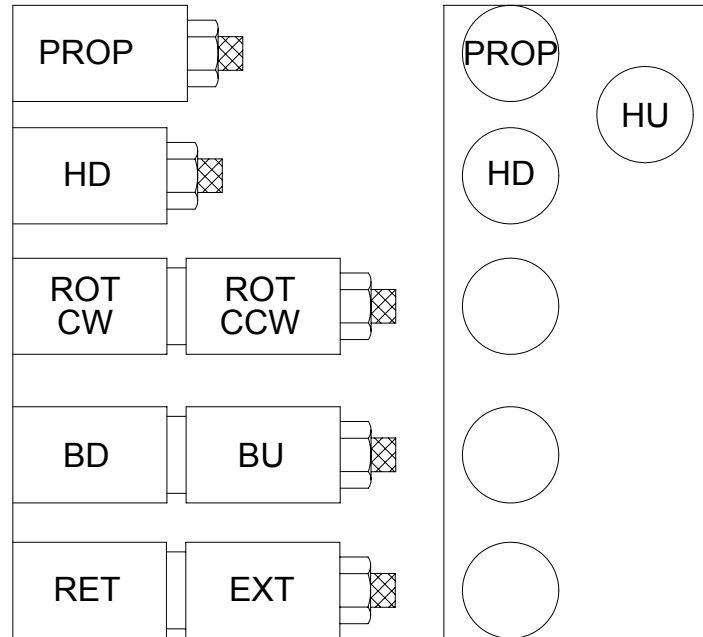 PROP
HD
ROT
CW
ROT
CCW
BD
BU
RET
EXT
PROP
HU
HD